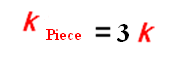 k Piece = 3 k